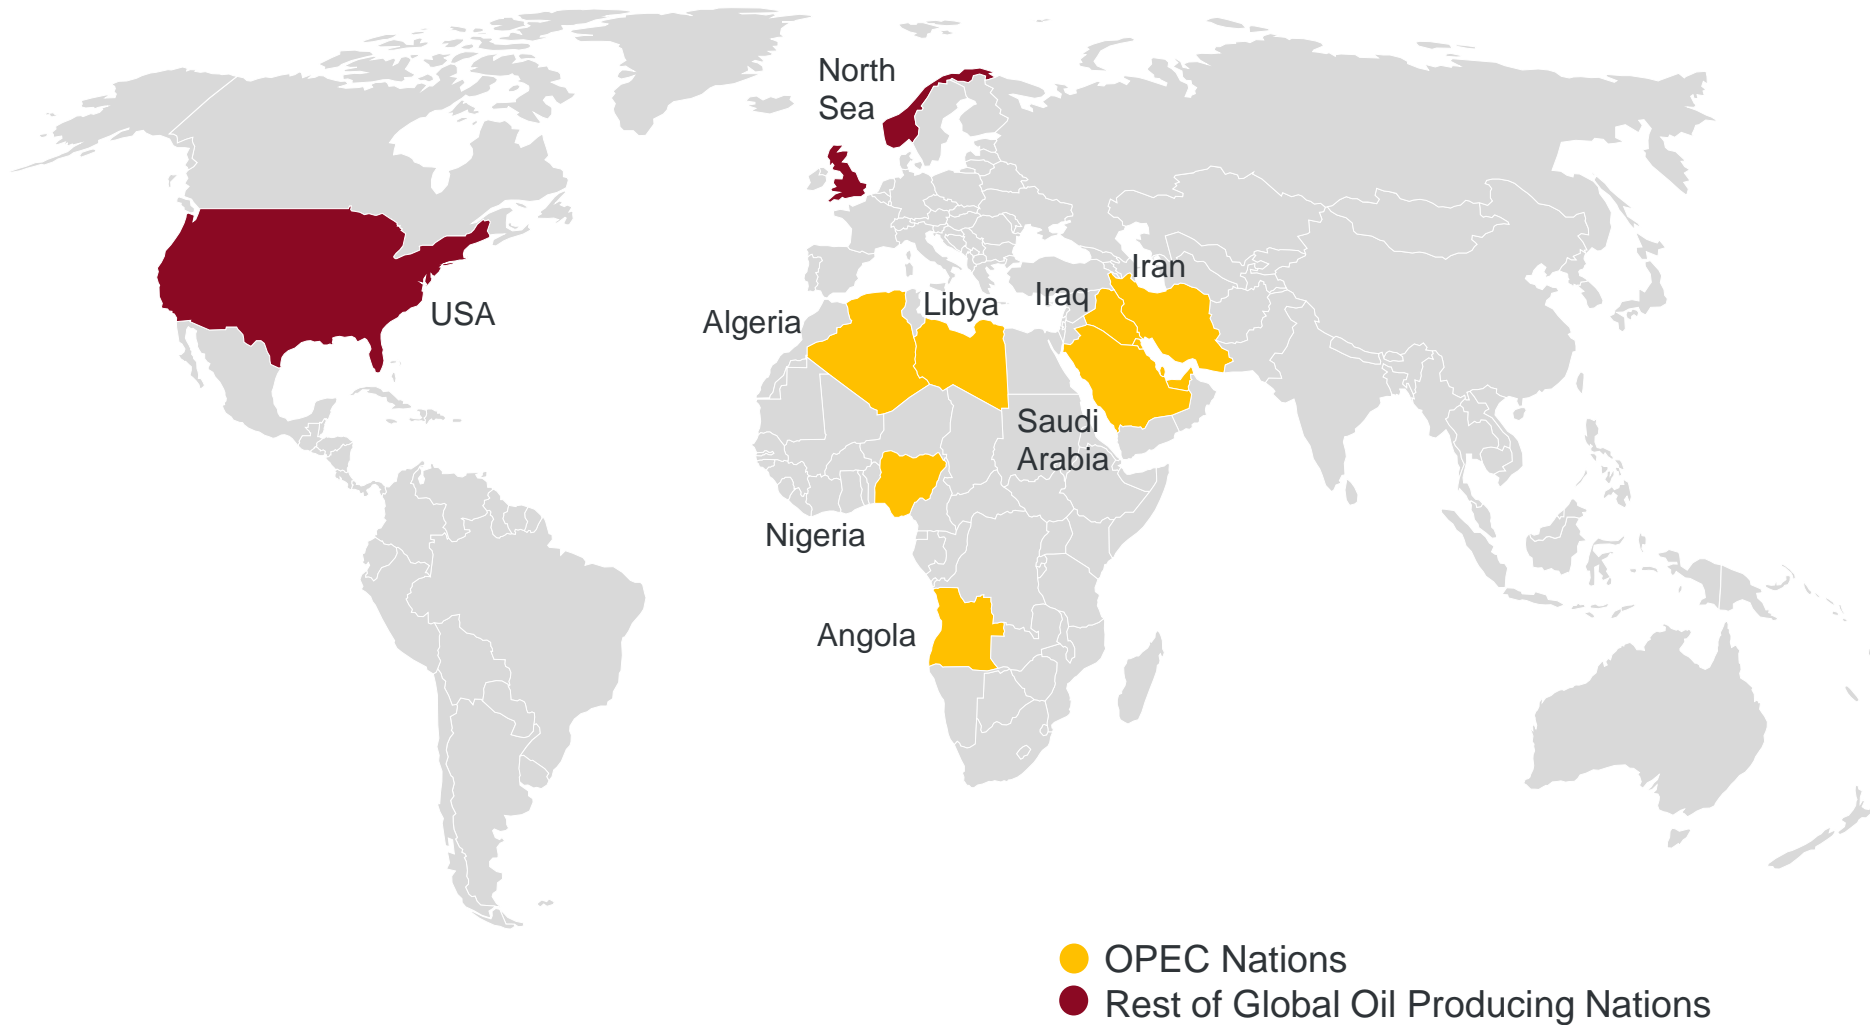 North
Sea
Iran
Iraq
Libya
USA
Algeria
Saudi
Arabia
Nigeria
Angola
OPEC Nations
Rest of Global Oil Producing Nations